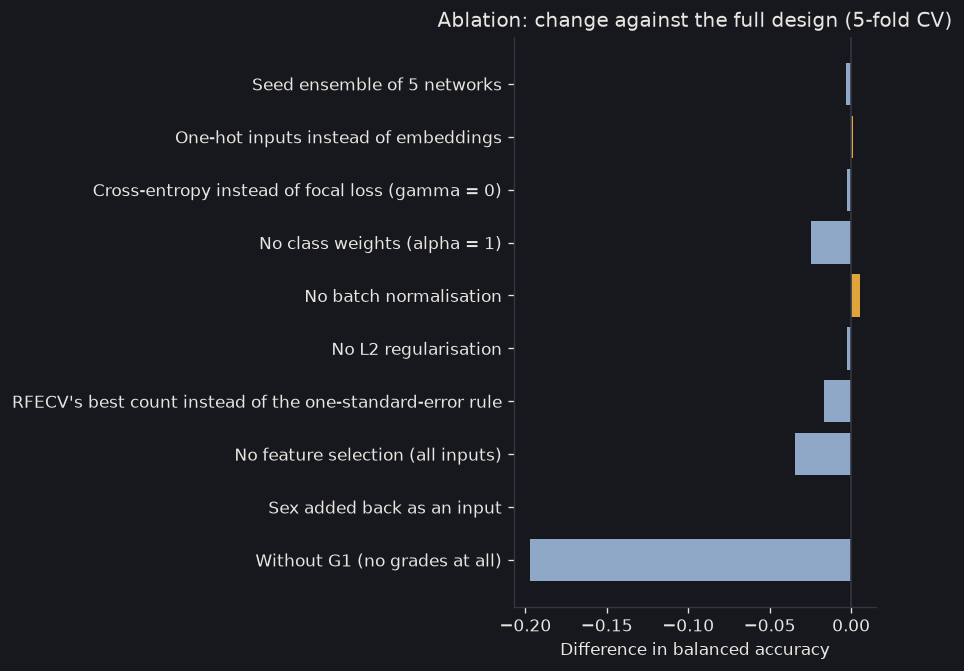 Ablation: change against the full design (5-fold CV)
Seed ensemble of 5 networks
One-hot inputs instead of embeddings
Cross-entropy instead of focal loss (gamma = 0)
No class weights (alpha = 1)
No batch normalisation
No L2 regularisation
RFECV's best count instead of the one-standard-error rule
No feature selection (all inputs)
Sex added back as an input
Without G1 (no grades at all)
−0.20 −0.15 −0.10 −0.05 0.00
Difference in balanced accuracy